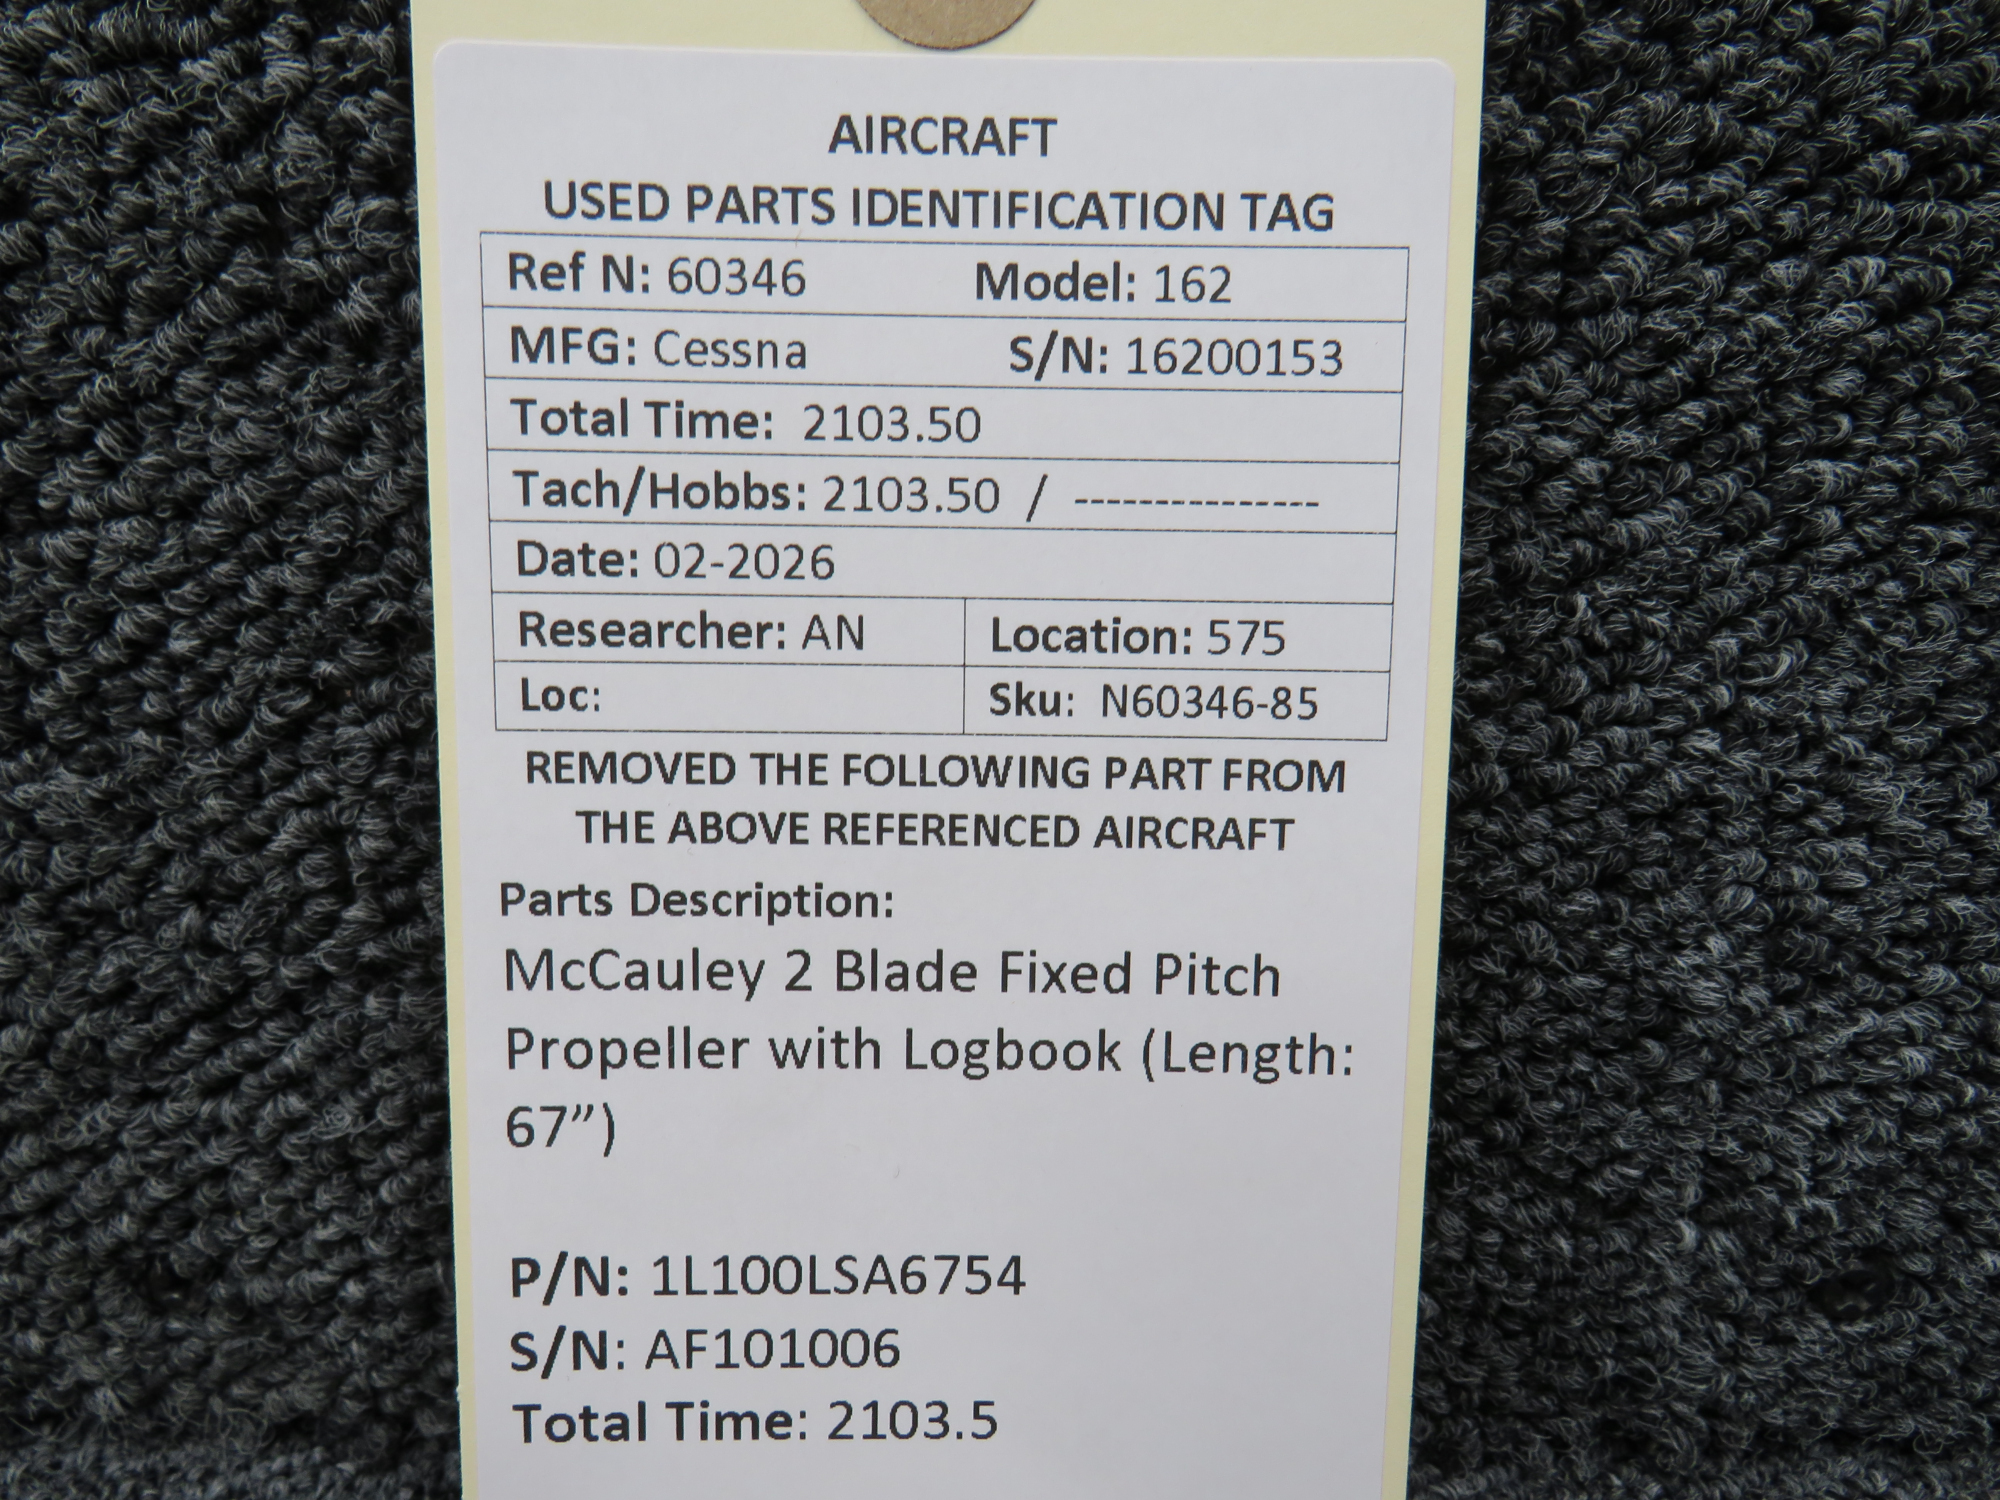 AIRCRAFT
USED PARTS IDENTIFICATION TAG
Ref N: 60346 Model: 162
MFG: Cessna S/N: 16200153
Total Time: 2103.50
Tach/Hobbs: 2103.50 / ---------------
Date: 02-2026
Researcher: AN Location: 575
Loc: Sku: N60346-85
REMOVED THE FOLLOWING PART FROM
THE ABOVE REFERENCED AIRCRAFT
Parts Description:
McCauley 2 Blade Fixed Pitch
Propeller with Logbook (Length:
67”)
P/N: 1L100LSA6754
S/N: AF101006
Total Time: 2103.5